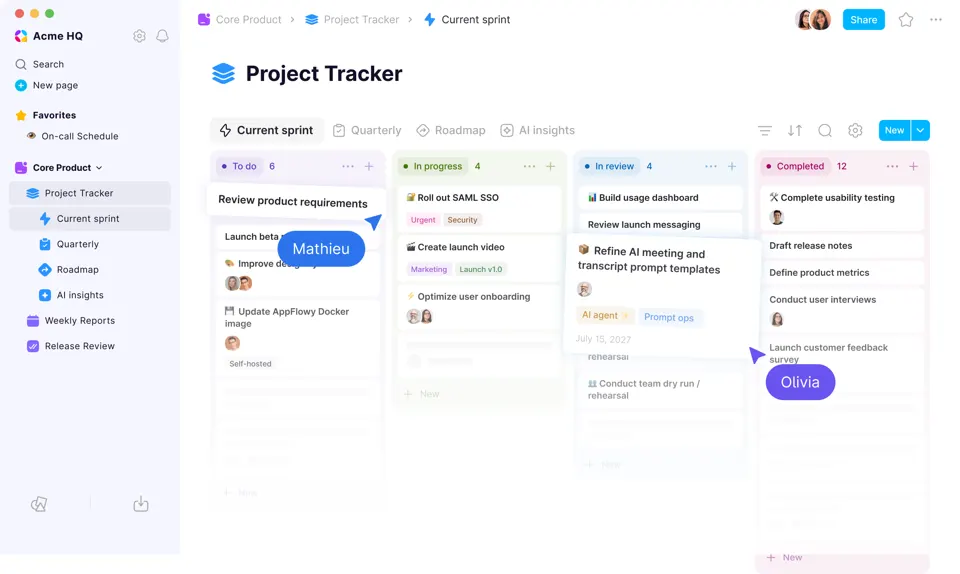 Acme HQ
Search
New page
Favorites
On-call Schedule
Core Product
Project Tracker
Current sprint
Quarterly
Roadmap
AI insights
Weekly Reports
Release Review
Core Product
Project Tracker
Current sprint
Share
Project Tracker
Current sprint
Quarterly
Roadmap
AI insights
New
To do 6
Review product requirements
Launch beta
Mathieu
Improve
Update AppFlowy Docker
image
Self-hosted
In progress 4
Roll out SAML SSO
Urgent Security
Create launch video
Marketing Launch v1.0
Optimize user onboarding
New
In review 4
Build usage dashboard
Review launch messaging
Refine AI meeting and
transcript prompt templates
AI agent Prompt ops
July 15, 2027
rehearsal
Conduct team dry run /
rehearsal
Completed 12
Complete usability testing
Draft release notes
Define product metrics
Conduct user interviews
Launch customer feedback
survey
Olivia
New